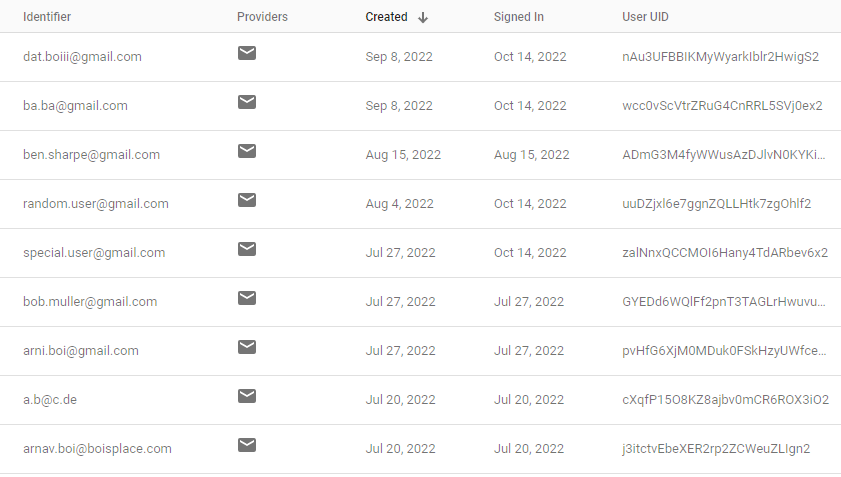 Identifier Providers Created Signed In User UID
dat.boiii@gmail.com Sep 8, 2022 Oct 14, 2022 nAu3UFBBIKMyWyarkIblr2HwigS2
ba.ba@gmail.com Sep 8, 2022 Oct 14, 2022 wcc0vScVtrZRuG4CnRRL5SVj0ex2
ben.sharpe@gmail.com Aug 15, 2022 Aug 15, 2022 ADmG3M4fyWWusAzDJlvN0KYKi...
random.user@gmail.com Aug 4, 2022 Oct 14, 2022 uuDZjxl6e7ggnZQLLHtk7zgOhlf2
special.user@gmail.com Jul 27, 2022 Oct 14, 2022 zalNnxQCCMOI6Hany4TdARbev6x2
bob.muller@gmail.com Jul 27, 2022 Jul 27, 2022 GYEDd6WQlFf2pnT3TAGLrHwuvu...
arni.boi@gmail.com Jul 27, 2022 Jul 27, 2022 pvHfG6XjM0MDuk0FSkHzyUWfce...
a.b@c.de Jul 20, 2022 Jul 20, 2022 cXqfP15O8KZ8ajbv0mCR6ROX3iO2
arnav.boi@boisplace.com Jul 20, 2022 Jul 20, 2022 j3itctvEbeXER2rp2ZCWeuZLIgn2